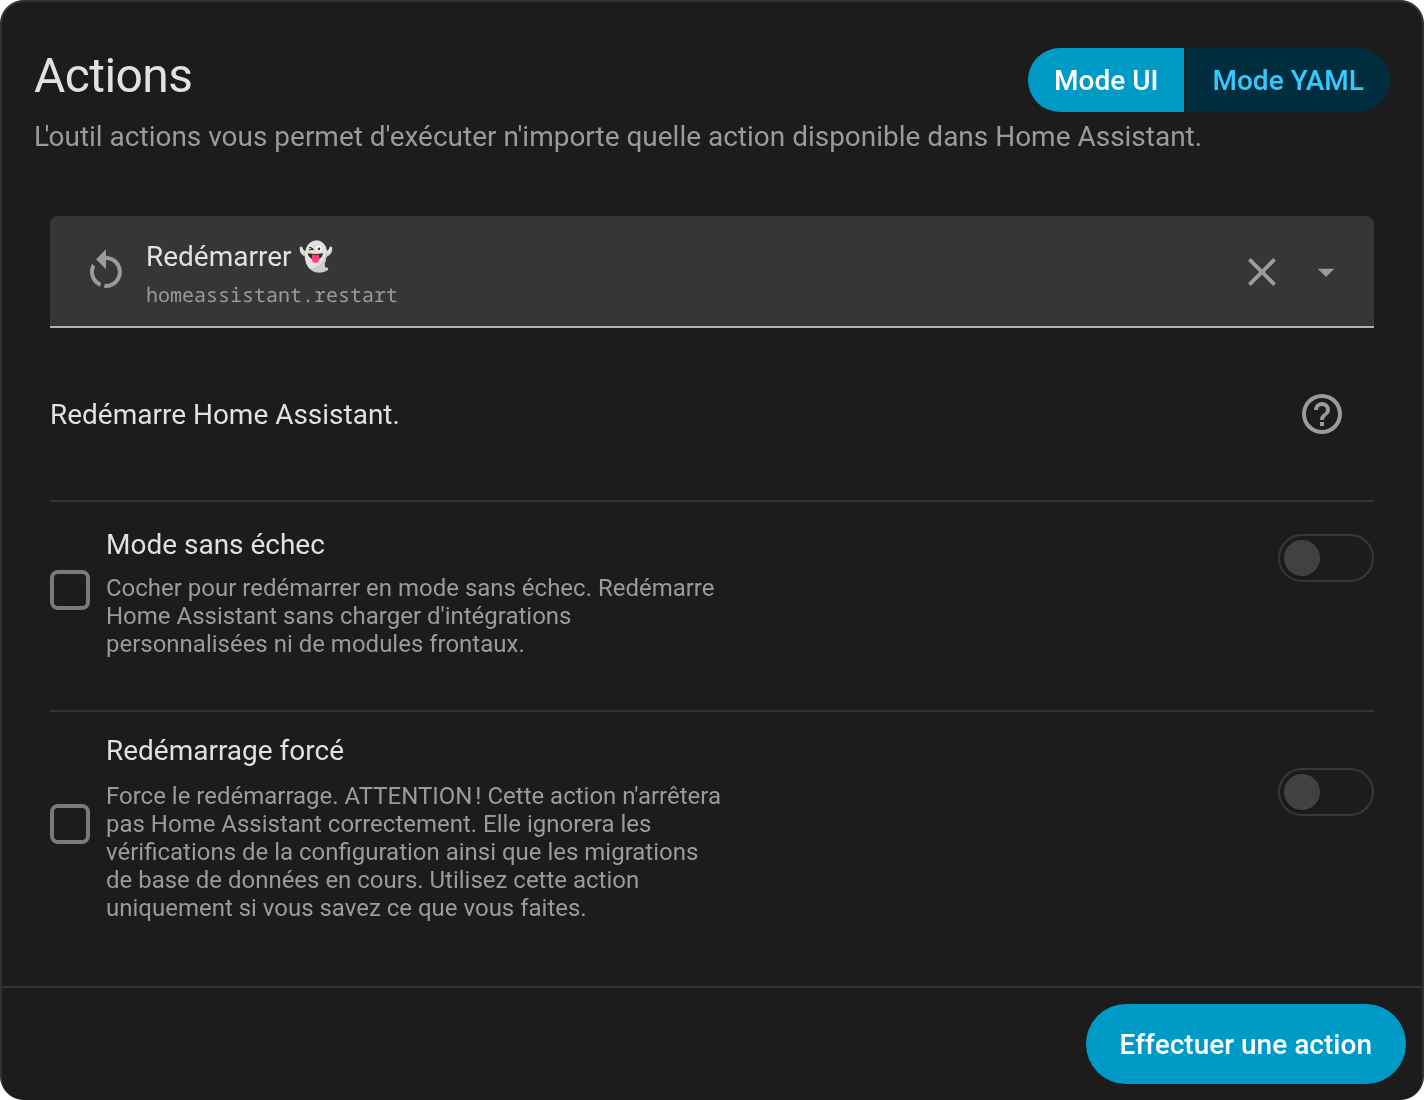 Actions
Mode UI
Mode YAML
L'outil actions vous permet d'exécuter n'importe quelle action disponible dans Home Assistant.
Redémarrer 👻
homeassistant.restart
Redémarre Home Assistant.
Mode sans échec
Cocher pour redémarrer en mode sans échec. Redémarre
Home Assistant sans charger d'intégrations
personnalisées ni de modules frontaux.
Redémarrage forcé
Force le redémarrage. ATTENTION ! Cette action n'arrêtera
pas Home Assistant correctement. Elle ignorera les
vérifications de la configuration ainsi que les migrations
de base de données en cours. Utilisez cette action
uniquement si vous savez ce que vous faites.
Effectuer une action